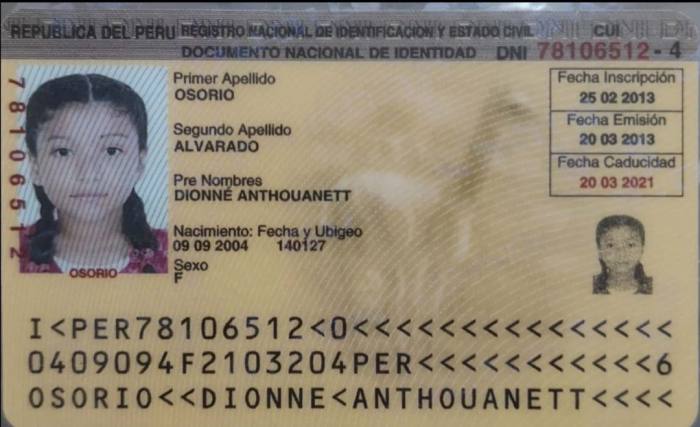 REPUBLICA DEL PERU REGISTRO NACIONAL DE IDENTIFICACION Y ESTADO CIVIL CUI
DOCUMENTO NACIONAL DE IDENTIDAD DNI 78106512 - 4
78106512
Primer Apellido
OSORIO
Segundo Apellido
ALVARADO
Pre Nombres
DIONNÉ ANTHOUANETT
Nacimiento: Fecha y Ubigeo
09 09 2004 140127
Sexo
F
OSORIO
Fecha Inscripción
25 02 2013
Fecha Emisión
20 03 2013
Fecha Caducidad
20 03 2021
I<PER78106512<0<<<<<<<<<<<<<<<
0409094F2103204PER<<<<<<<<<<<6
OSORIO<<DIONNE<ANTHOUANETT<<<<